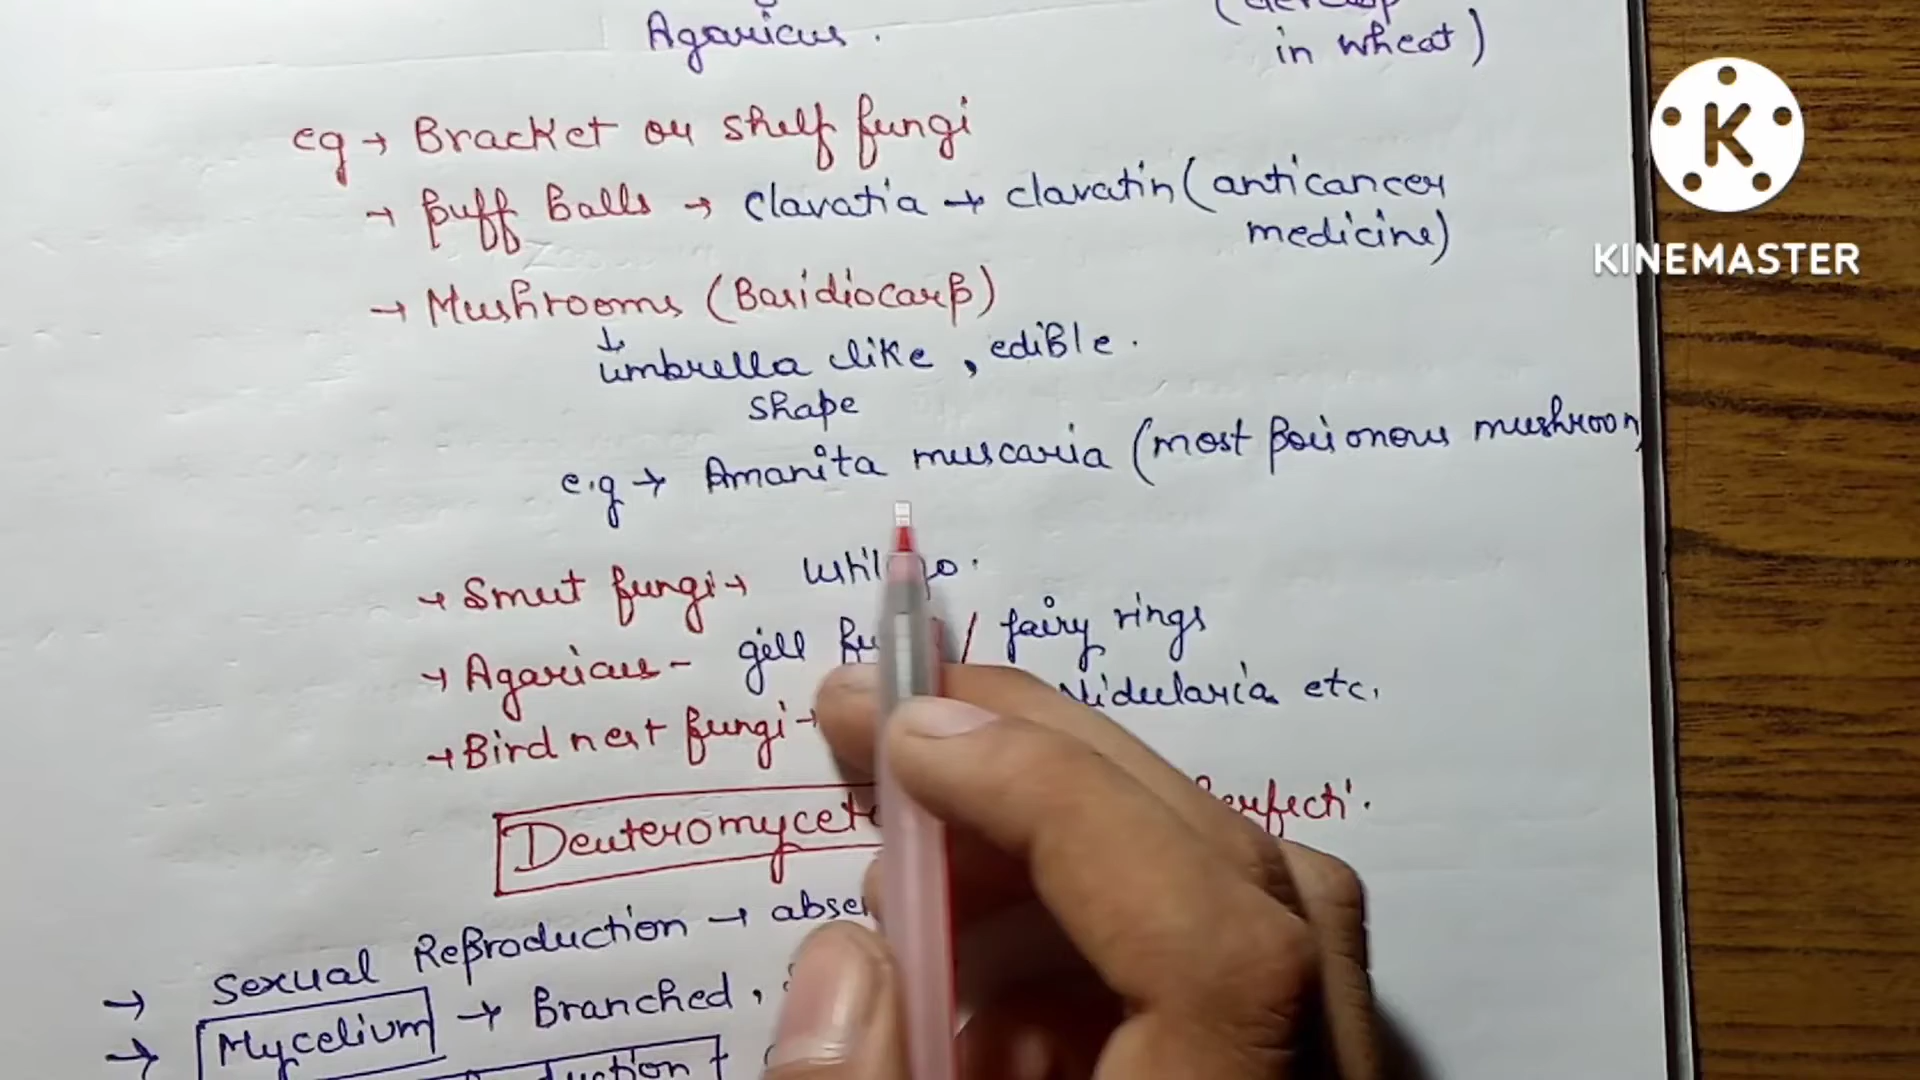 Agaricus.
in wheat)
eg → Bracket or shelf fungi
→ Puff Balls → Clavatia → clavatin (anticancer
medicine)
→ Mushrooms (Basidiocarp)
↓
umbrella like, edible.
shape
e.g → Amanita muscaria (most poisonous mushroom
→ Smut fungi →
→ Agaricus - gill / fairy rings
→ Bird nest fungi → Nidularia etc.
→ Sexual Reproduction →
→ Mycelium → Branched,
KINEMASTER
K